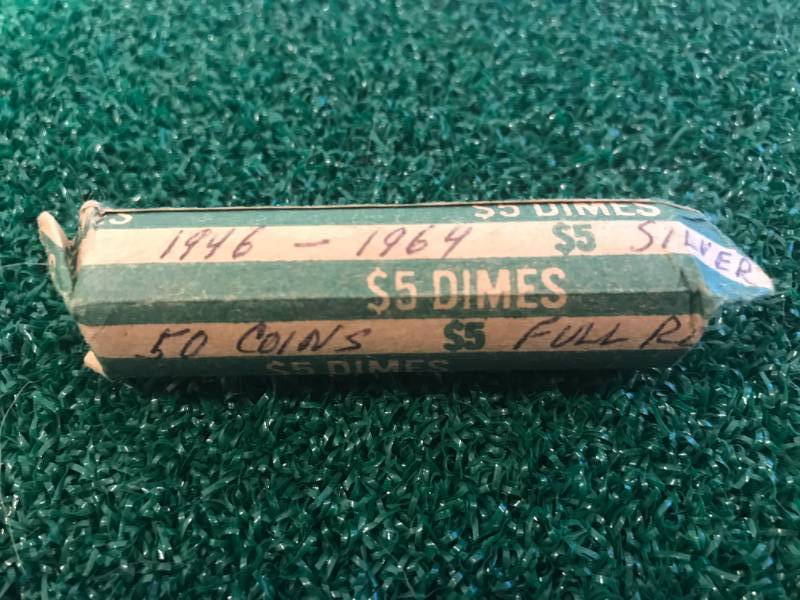 $5 DIMES
1946 - 1964 $5 SILVER
$5 DIMES
50 COINS $5 FULL
$5 DIMES